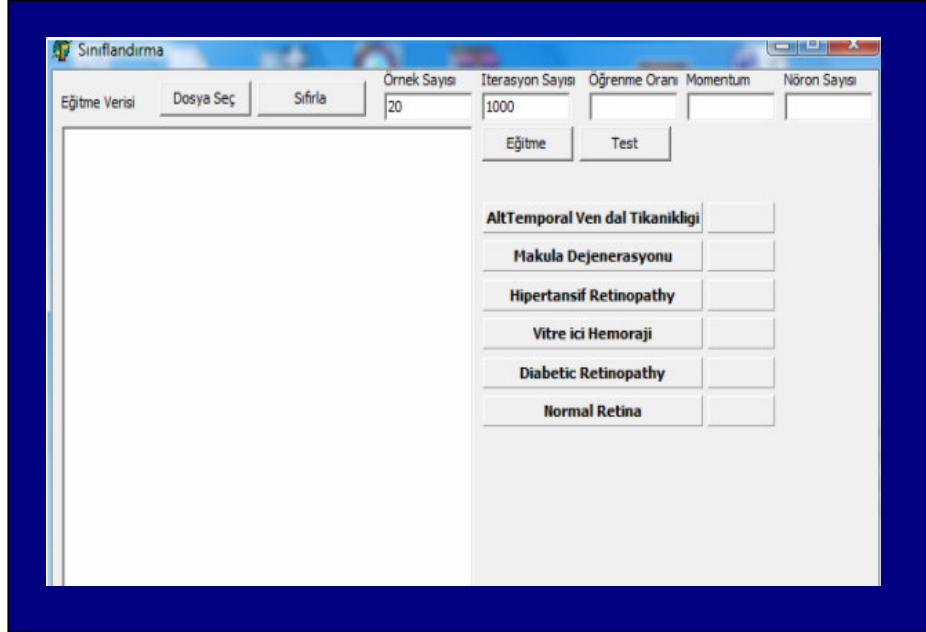 Sınıflandırma
Örnek Sayısı Iterasyon Sayısı Öğrenme Oranı Momentum Nöron Sayısı
Eğitme Verisi Dosya Seç Sıfırla 20 1000
Eğitme Test
AltTemporal Ven dal Tikanikligi
Makula Dejenerasyonu
Hipertansif Retinopathy
Vitre ici Hemoraji
Diabetic Retinopathy
Normal Retina